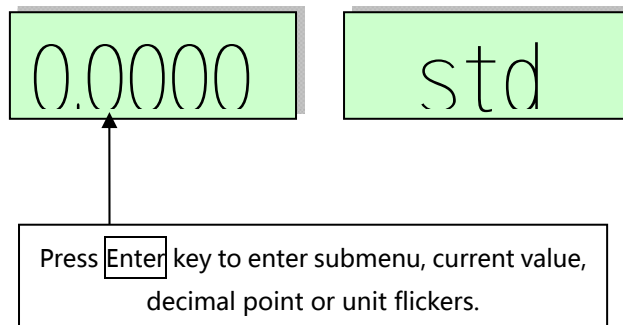 0.0000
std
Press Enter key to enter submenu, current value,
decimal point or unit flickers.